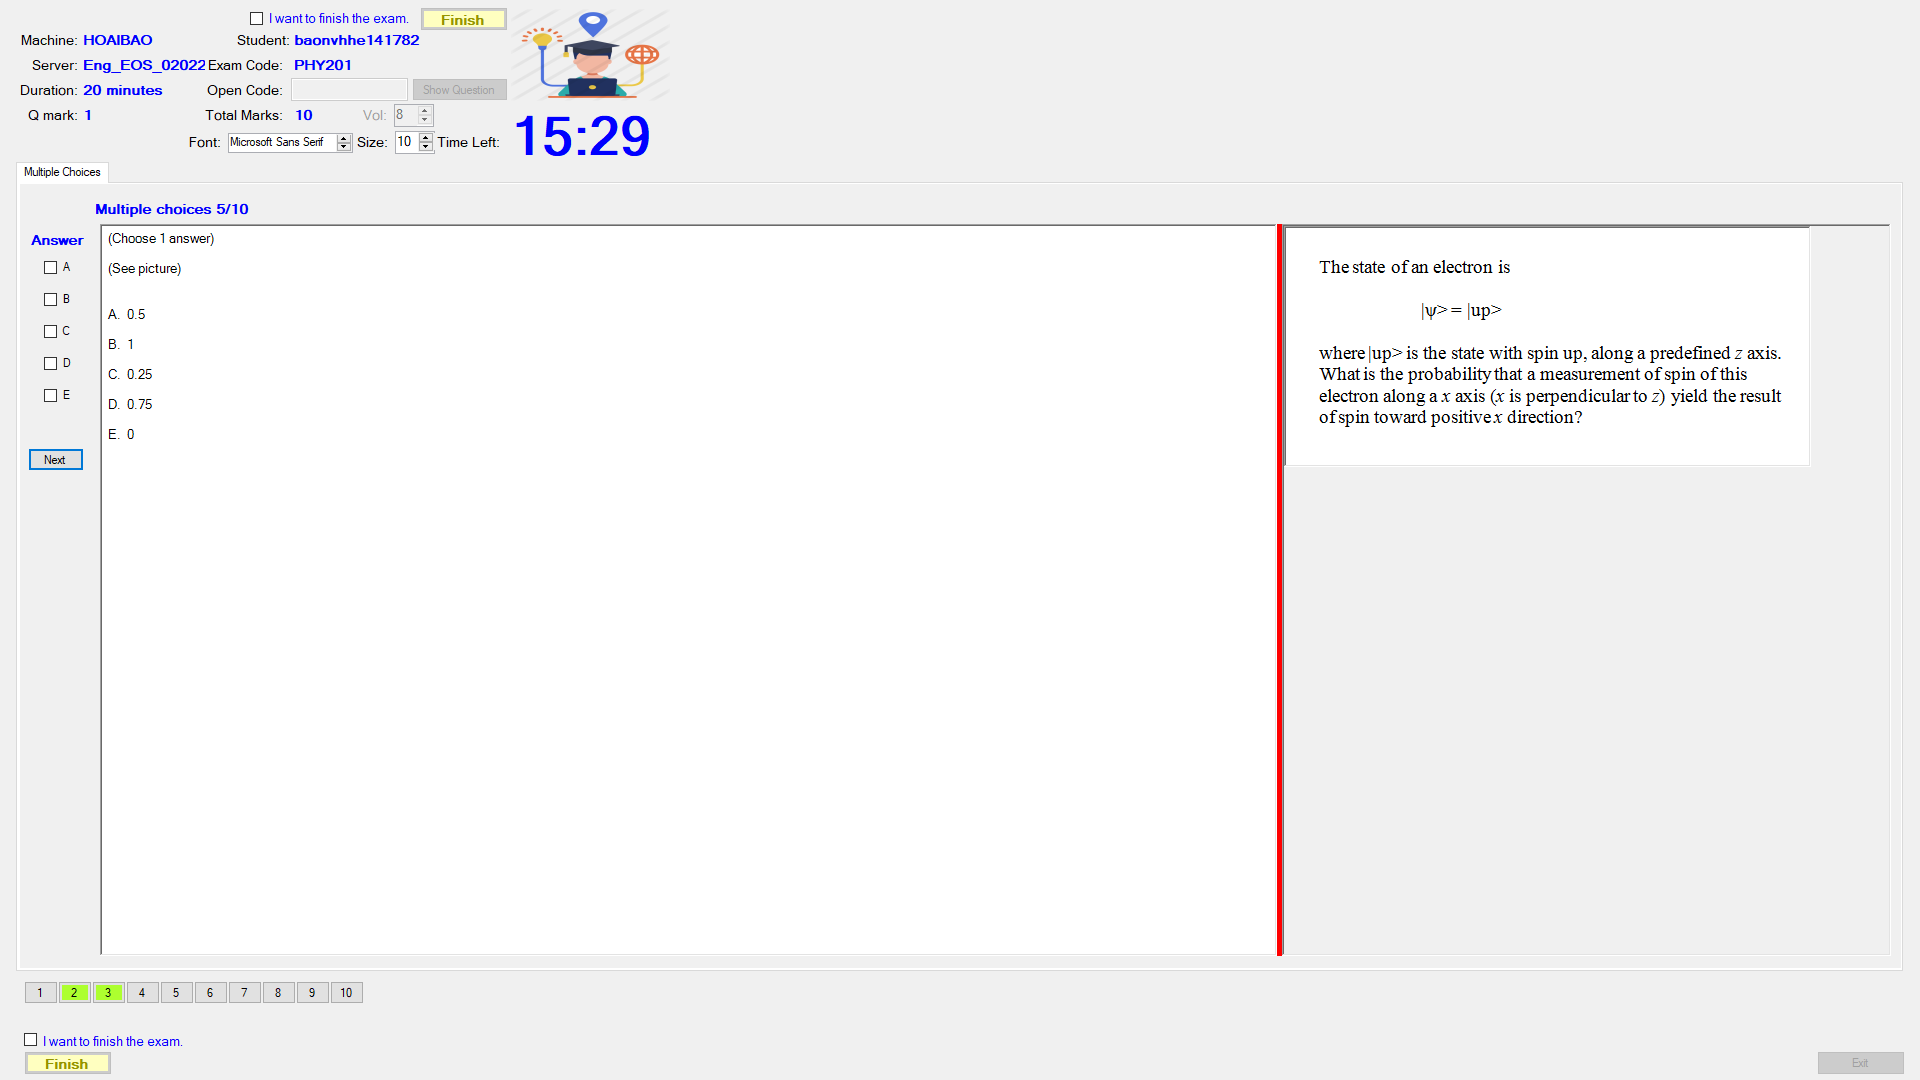 I want to finish the exam. Finish
Machine: HOAIBAO Student: baonvhhe141782
Server: Eng_EOS_02022 Exam Code: PHY201
Duration: 20 minutes Open Code: Show Question
Q mark: 1 Total Marks: 10 Vol: 8
Font: Microsoft Sans Serif Size: 10 Time Left: 15:29
Multiple Choices
Multiple choices 5/10
Answer
A
B
C
D
E
Next
(Choose 1 answer)
(See picture)
A. 0.5
B. 1
C. 0.25
D. 0.75
E. 0
The state of an electron is
|ψ> = |up>
where |up> is the state with spin up, along a predefined z axis.
What is the probability that a measurement of spin of this
electron along a x axis (x is perpendicular to z) yield the result
of spin toward positive x direction?
1 2 3 4 5 6 7 8 9 10
I want to finish the exam.
Finish
Exit